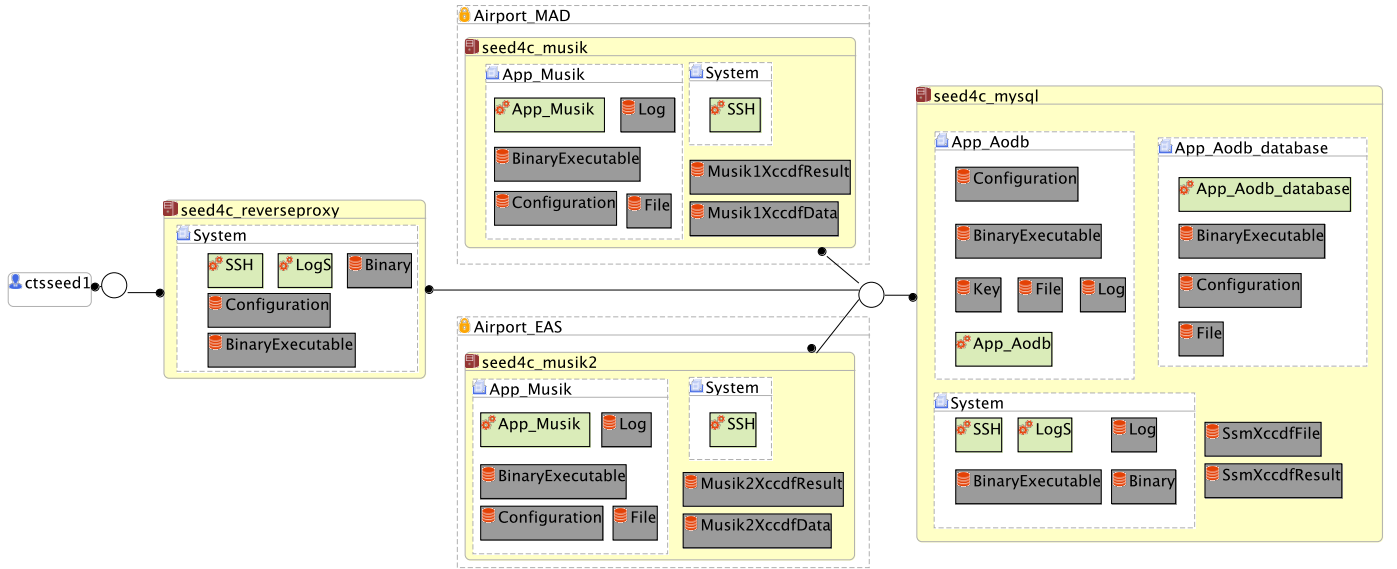 ctsseed1
seed4c_reverseproxy
System
SSH
LogS
Binary
Configuration
BinaryExecutable
Airport_MAD
seed4c_musik
App_Musik
App_Musik
Log
BinaryExecutable
Configuration
File
System
SSH
Musik1XccdfResult
Musik1XccdfData
Airport_EAS
seed4c_musik2
App_Musik
App_Musik
Log
BinaryExecutable
Configuration
File
System
SSH
Musik2XccdfResult
Musik2XccdfData
seed4c_mysql
App_Aodb
Configuration
BinaryExecutable
Key
File
Log
App_Aodb
App_Aodb_database
App_Aodb_database
BinaryExecutable
Configuration
File
System
SSH
LogS
Log
BinaryExecutable
Binary
SsmXccdfFile
SsmXccdfResult